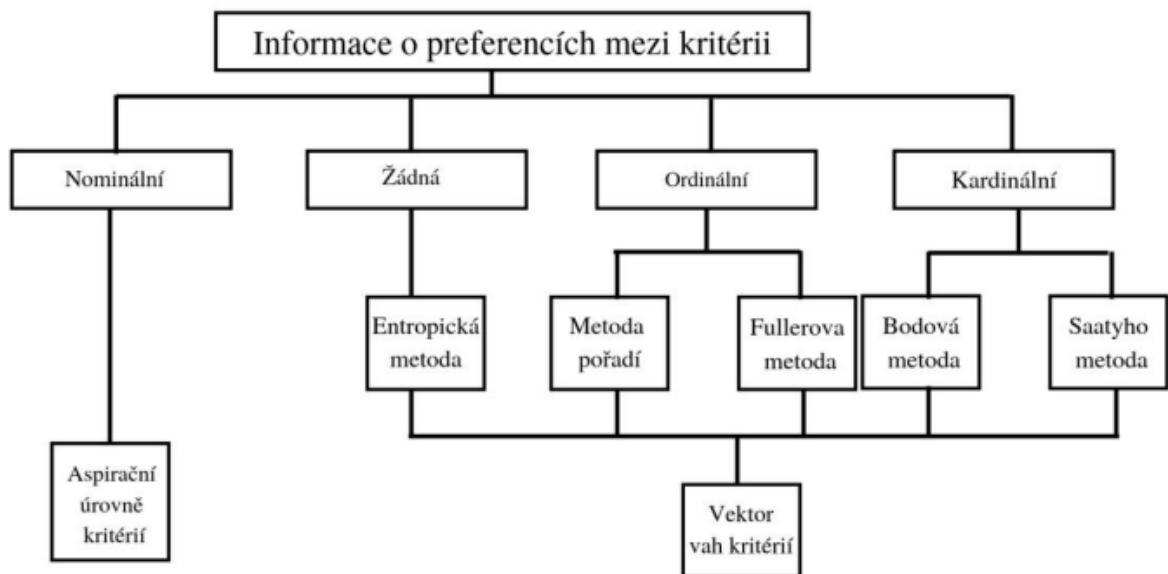 Informace o preferencích mezi kritérii
Nominální
Žádná
Ordinální
Kardinální
Entropická
metoda
Metoda
pořadí
Fullerova
metoda
Bodová
metoda
Saatyho
metoda
Aspirační
úrovně
kritérií
Vektor
vah kritérií